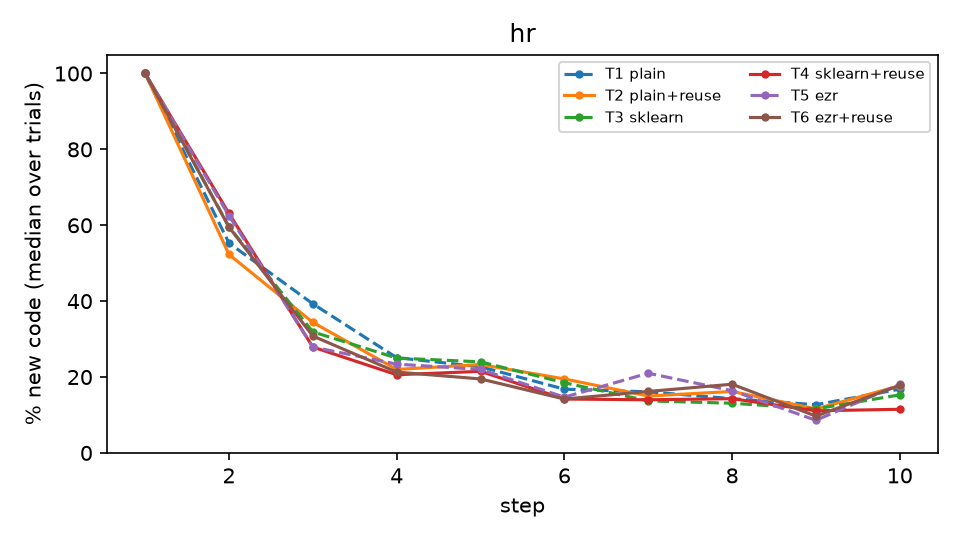 hr
% new code (median over trials)
100
80
60
40
20
0
T1 plain
T2 plain+reuse
T3 sklearn
T4 sklearn+reuse
T5 ezr
T6 ezr+reuse
2 4 6 8 10
step